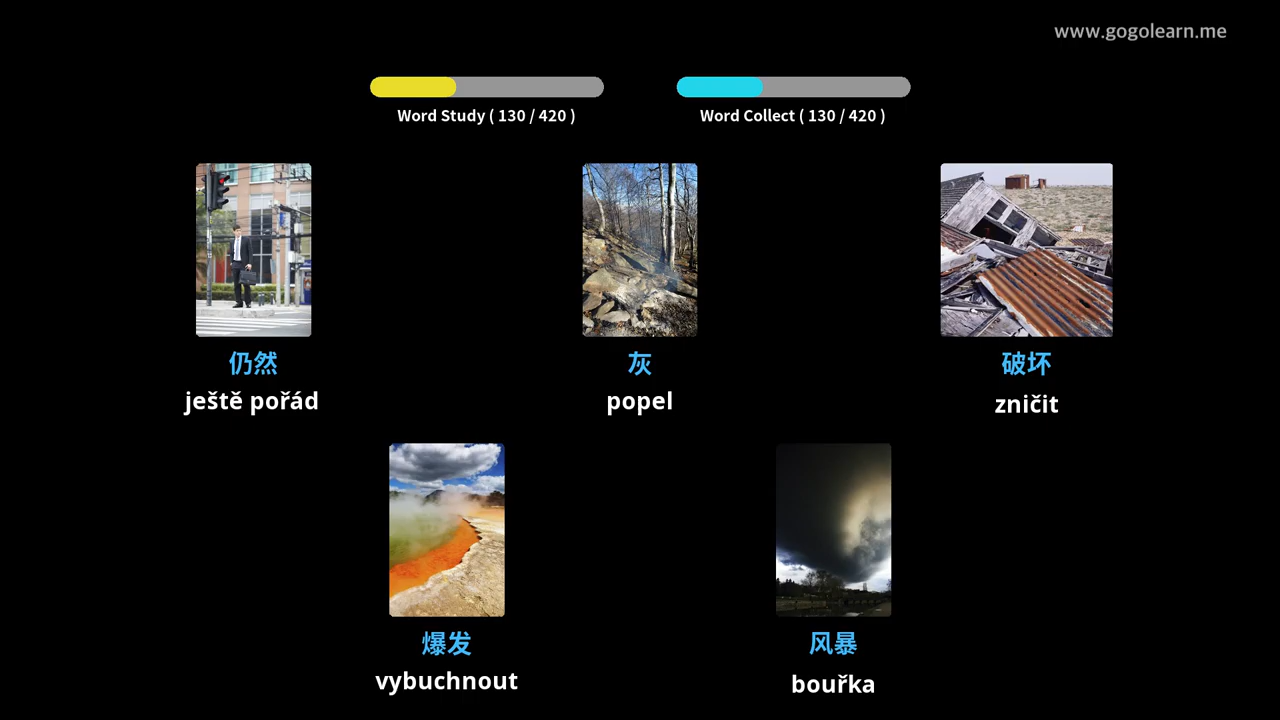 www.gogolearn.me
Word Study ( 130 / 420 )
Word Collect ( 130 / 420 )
仍然
ještě pořád
灰
popel
破坏
zničit
爆发
vybuchnout
风暴
bouřka